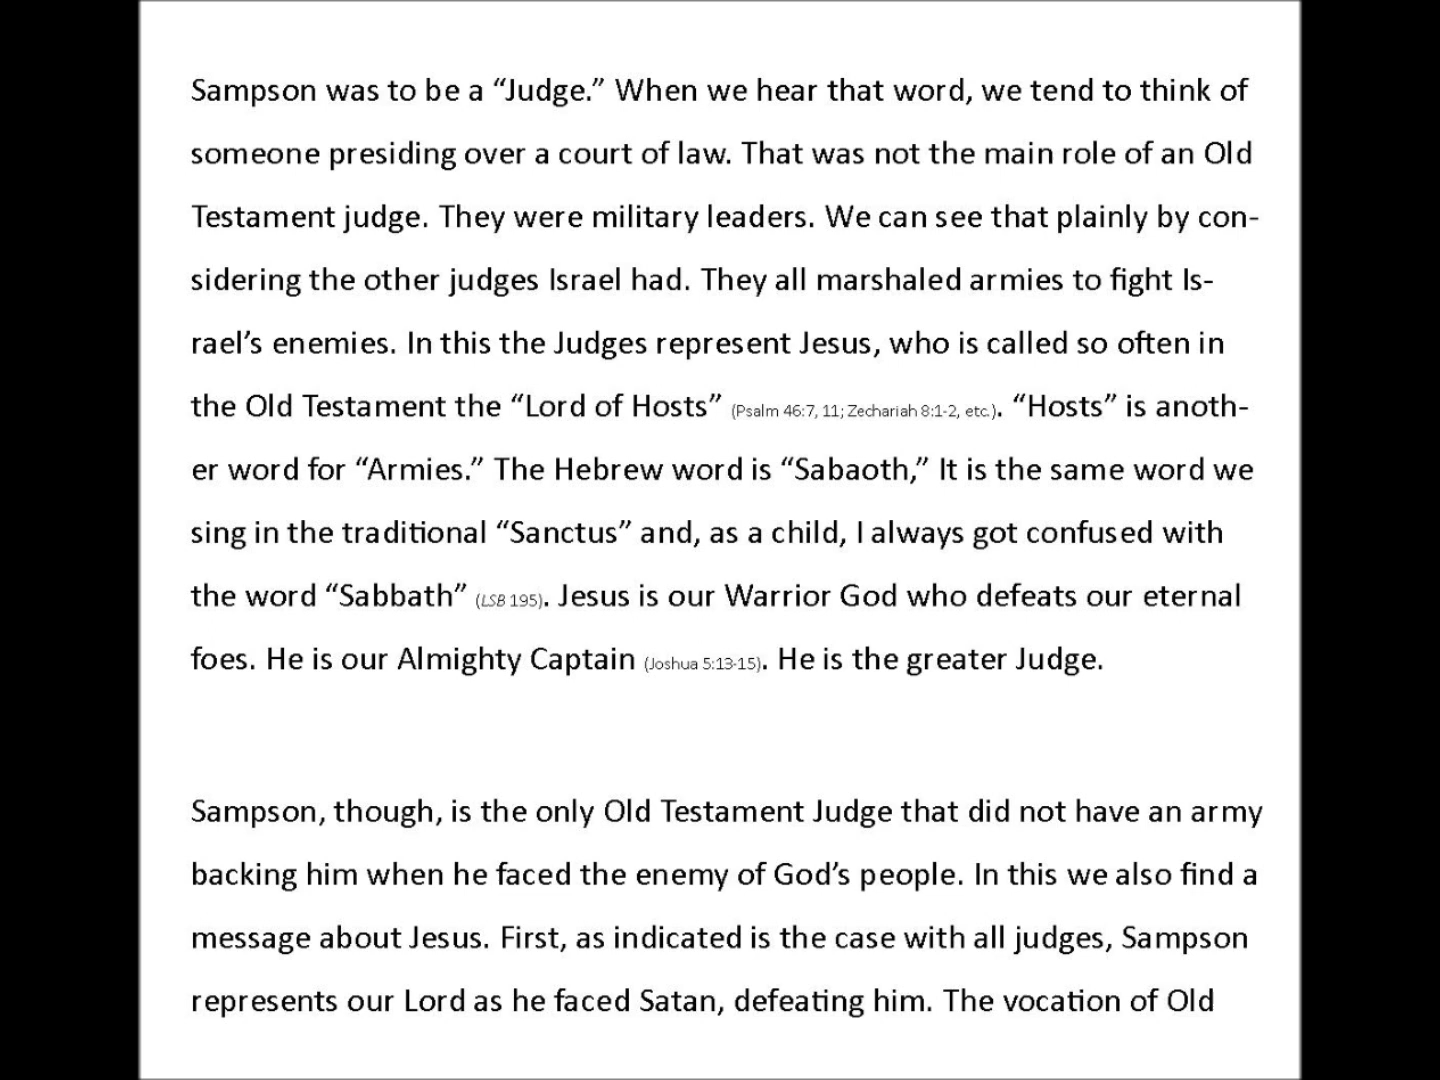 Sampson was to be a “Judge.” When we hear that word, we tend to think of
someone presiding over a court of law. That was not the main role of an Old
Testament judge. They were military leaders. We can see that plainly by con-
sidering the other judges Israel had. They all marshaled armies to fight Is-
rael’s enemies. In this the Judges represent Jesus, who is called so often in
the Old Testament the “Lord of Hosts” (Psalm 46:7, 11; Zechariah 8:1-2, etc.). “Hosts” is anoth-
er word for “Armies.” The Hebrew word is “Sabaoth,” It is the same word we
sing in the traditional “Sanctus” and, as a child, I always got confused with
the word “Sabbath” (LSB 195). Jesus is our Warrior God who defeats our eternal
foes. He is our Almighty Captain (Joshua 5:13-15). He is the greater Judge.
Sampson, though, is the only Old Testament Judge that did not have an army
backing him when he faced the enemy of God’s people. In this we also find a
message about Jesus. First, as indicated is the case with all judges, Sampson
represents our Lord as he faced Satan, defeating him. The vocation of Old